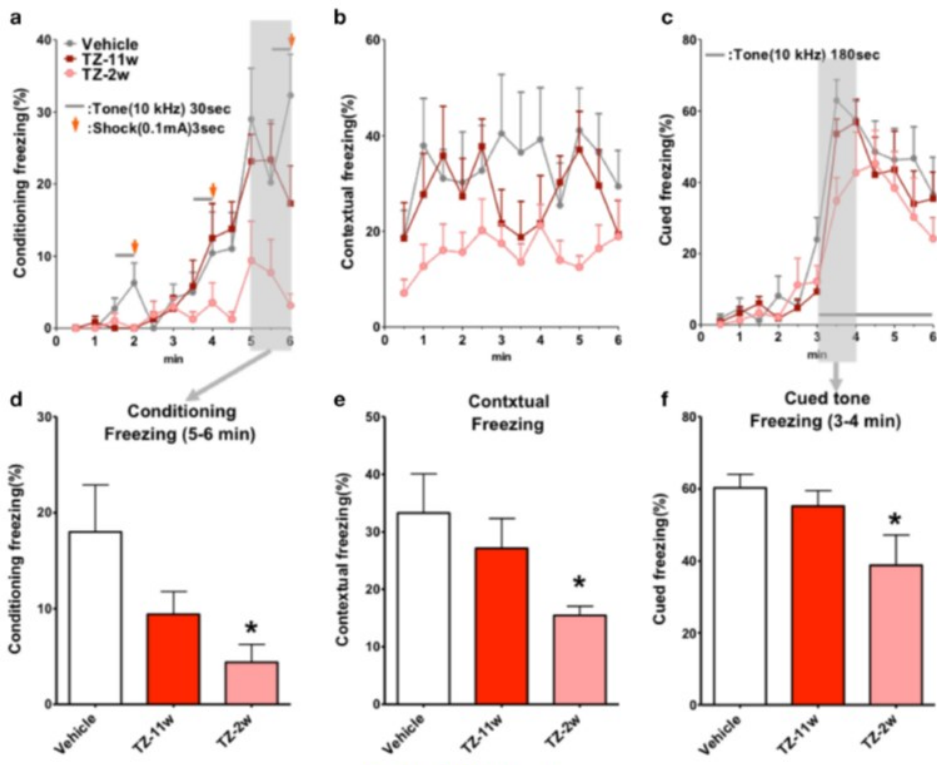 a
b
c
Conditioning freezing(%)
40
30
20
10
0
Vehicle
TZ-11w
TZ-2w
:Tone(10 kHz) 30sec
:Shock(0.1mA)3sec
0 1 2 3 4 5 6
min
Contextual freezing(%)
60
40
20
0
0 1 2 3 4 5 6
min
Cued freezing(%)
80
60
40
20
0
:Tone(10 kHz) 180sec
0 1 2 3 4 5 6
min
d
Conditioning
Freezing (5-6 min)
Conditioning freezing(%)
30
20
10
0
*
Vehicle
TZ-11w
TZ-2w
e
Contxtual
Freezing
Contextual freezing(%)
50
40
30
20
10
0
*
Vehicle
TZ-11w
TZ-2w
f
Cued tone
Freezing (3-4 min)
Cued freezing(%)
80
60
40
20
0
*
Vehicle
TZ-11w
TZ-2w